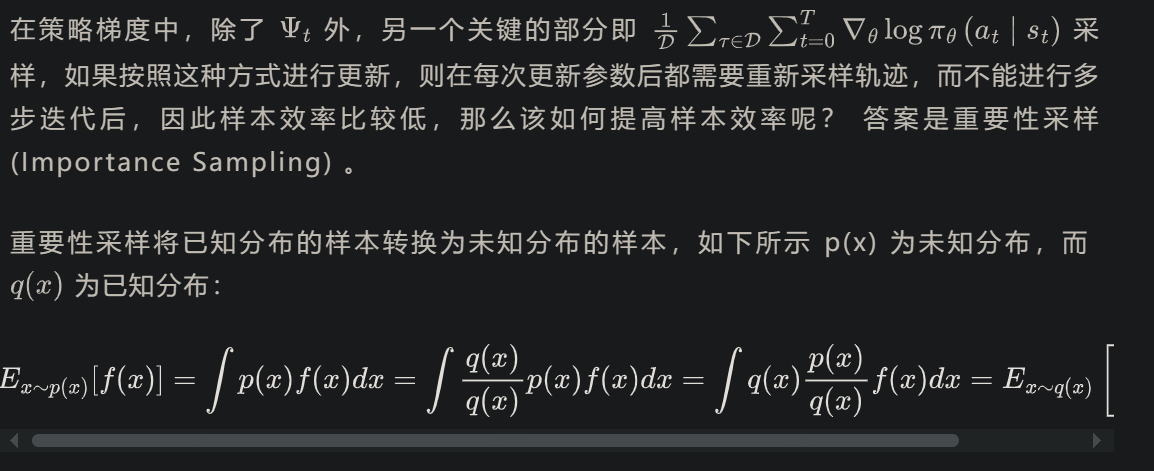 在策略梯度中，除了 Ψ_t 外，另一个关键的部分即 \frac{1}{\mathcal{D}} \sum_{\tau \in \mathcal{D}} \sum_{t=0}^{T} \nabla_\theta \log \pi_\theta (a_t \mid s_t) 采
样，如果按照这种方式进行更新，则在每次更新参数后都需要重新采样轨迹，而不能进行多
步迭代后，因此样本效率比较低，那么该如何提高样本效率呢？ 答案是重要性采样
(Importance Sampling) 。
重要性采样将已知分布的样本转换为未知分布的样本，如下所示 p(x) 为未知分布，而
q(x) 为已知分布：
E_{x \sim p(x)}[f(x)] = \int p(x)f(x)dx = \int \frac{q(x)}{q(x)} p(x)f(x)dx = \int q(x) \frac{p(x)}{q(x)} f(x)dx = E_{x \sim q(x)} [